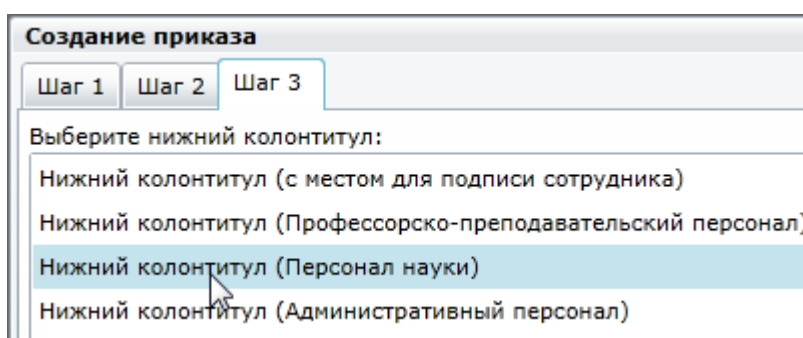 Создание приказа
Шаг 1 Шаг 2 Шаг 3
Выберите нижний колонтитул:
Нижний колонтитул (с местом для подписи сотрудника)
Нижний колонтитул (Профессорско-преподавательский персонал)
Нижний колонтитул (Персонал науки)
Нижний колонтитул (Административный персонал)